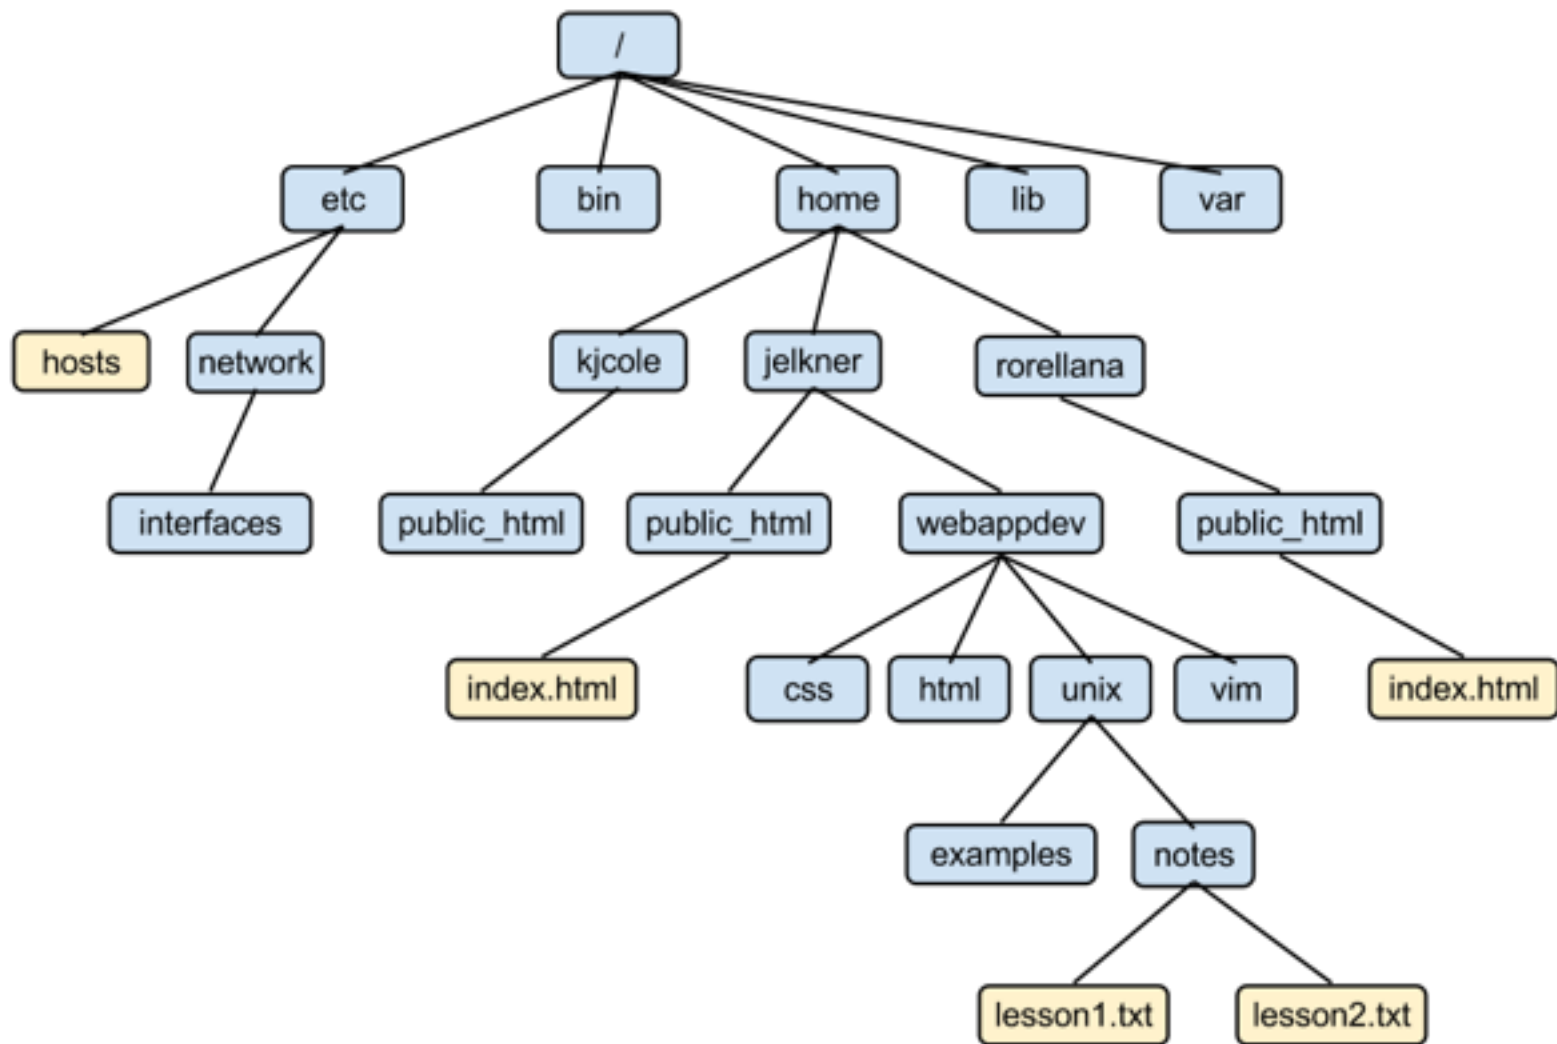 /
etc
bin
home
lib
var
hosts
network
kjcole
jelkner
rorellana
interfaces
public_html
public_html
webappdev
public_html
index.html
css
html
unix
vim
index.html
examples
notes
lesson1.txt
lesson2.txt